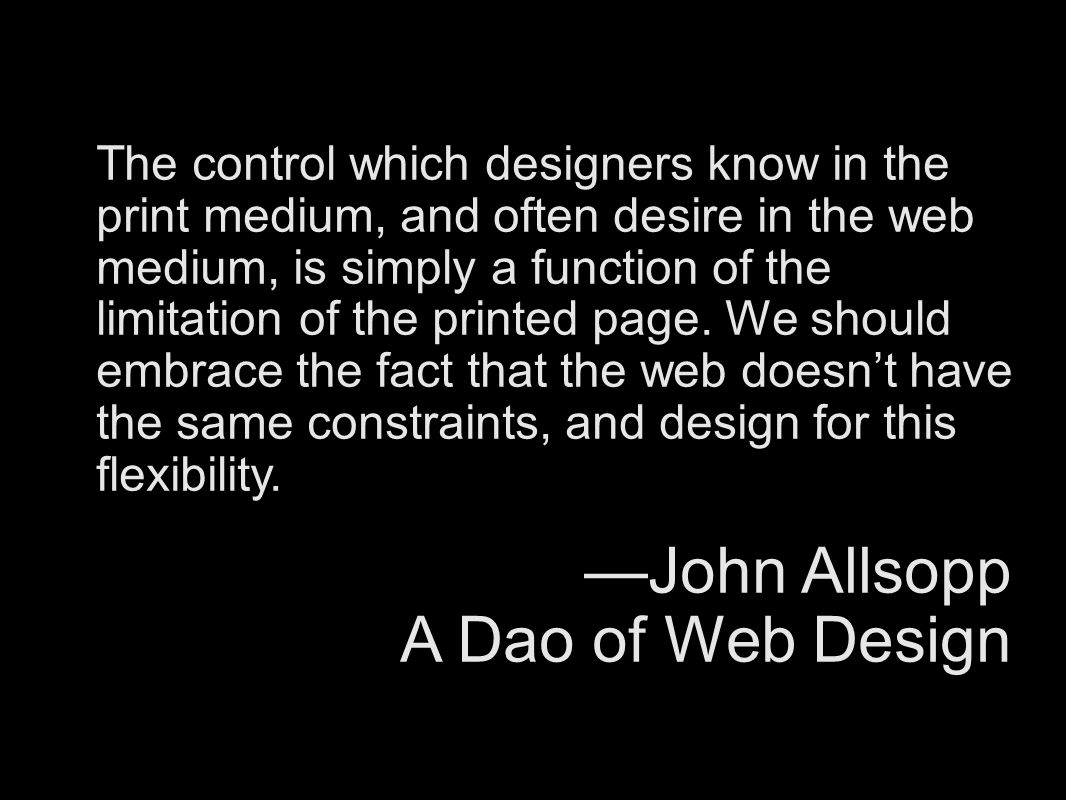 The control which designers know in the
print medium, and often desire in the web
medium, is simply a function of the
limitation of the printed page. We should
embrace the fact that the web doesn’t have
the same constraints, and design for this
flexibility.
—John Allsopp
A Dao of Web Design